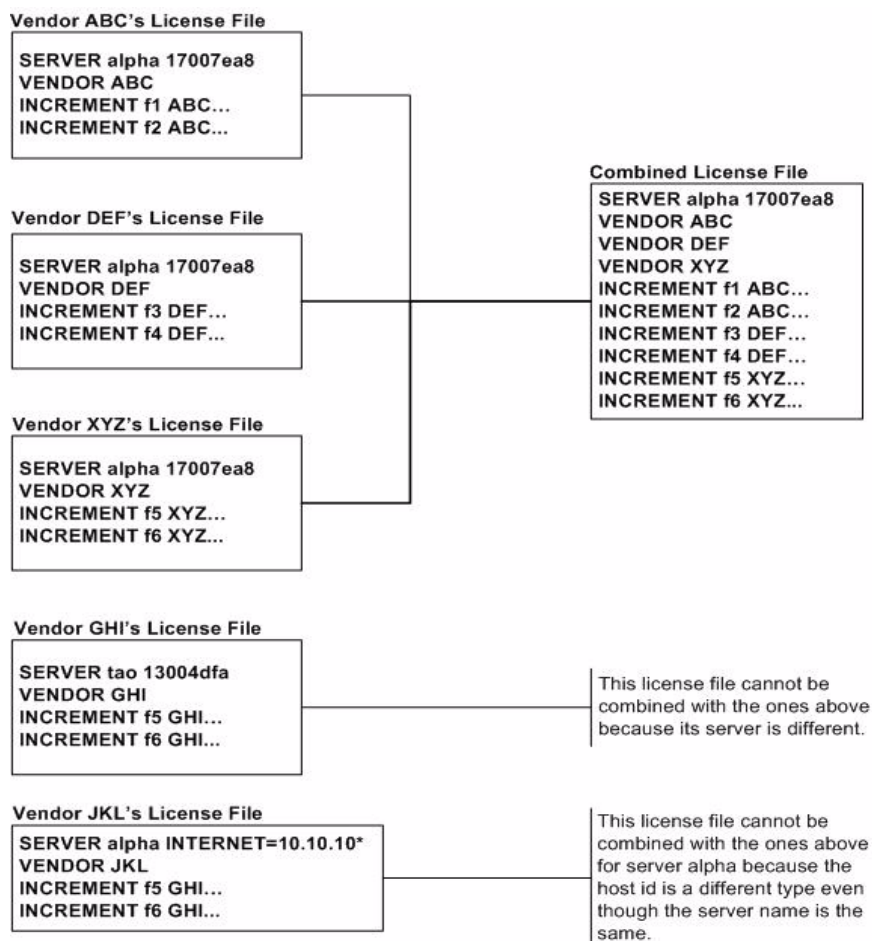 Vendor ABC's License File
SERVER alpha 17007ea8
VENDOR ABC
INCREMENT f1 ABC...
INCREMENT f2 ABC...
Vendor DEF's License File
SERVER alpha 17007ea8
VENDOR DEF
INCREMENT f3 DEF...
INCREMENT f4 DEF...
Vendor XYZ's License File
SERVER alpha 17007ea8
VENDOR XYZ
INCREMENT f5 XYZ...
INCREMENT f6 XYZ...
Combined License File
SERVER alpha 17007ea8
VENDOR ABC
VENDOR DEF
VENDOR XYZ
INCREMENT f1 ABC...
INCREMENT f2 ABC...
INCREMENT f3 DEF...
INCREMENT f4 DEF...
INCREMENT f5 XYZ...
INCREMENT f6 XYZ...
Vendor GHI's License File
SERVER tao 13004dfa
VENDOR GHI
INCREMENT f5 GHI...
INCREMENT f6 GHI...
This license file cannot be
combined with the ones above
because its server is different.
Vendor JKL's License File
SERVER alpha INTERNET=10.10.10*
VENDOR JKL
INCREMENT f5 GHI...
INCREMENT f6 GHI...
This license file cannot be
combined with the ones above
for server alpha because the
host id is a different type even
though the server name is the
same.